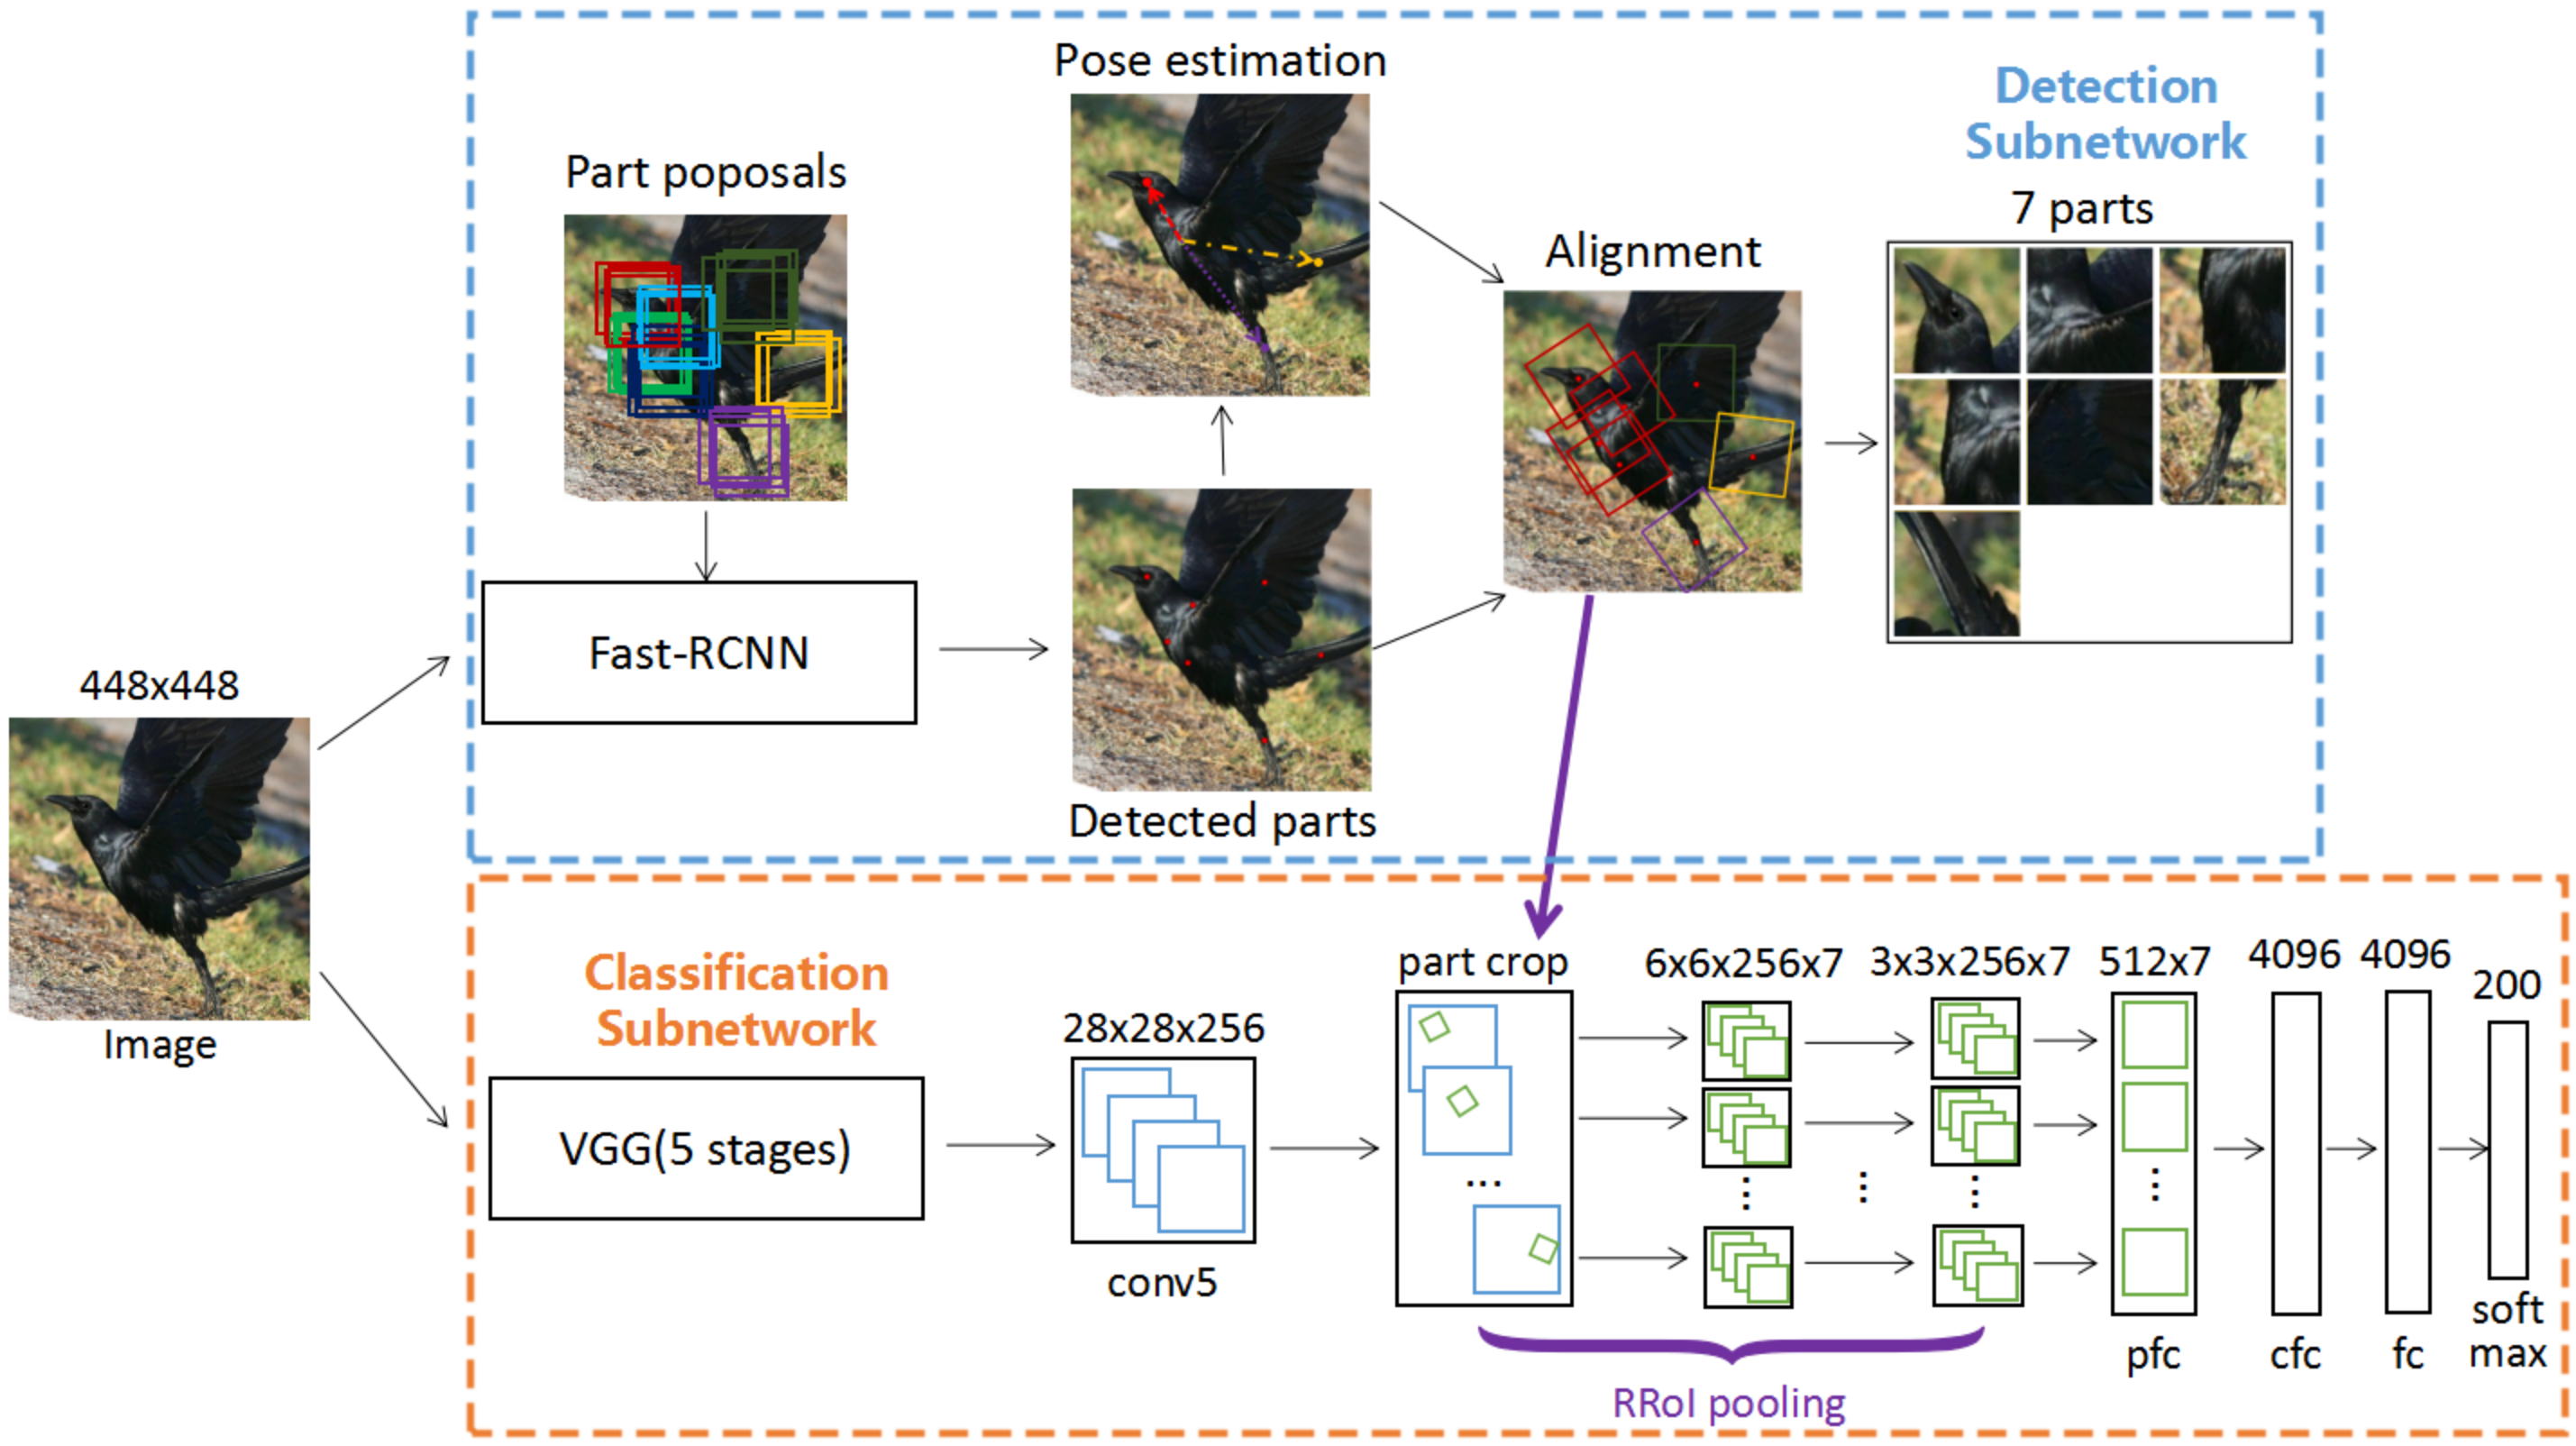 Pose estimation
Detection
Subnetwork
Part poposals
7 parts
Alignment
Fast-RCNN
448x448
Image
Detected parts
Classification
Subnetwork
VGG(5 stages)
28x28x256
conv5
part crop
6x6x256x7
3x3x256x7
512x7
4096
4096
200
...
pfc
cfc
fc
soft
max
RRoI pooling